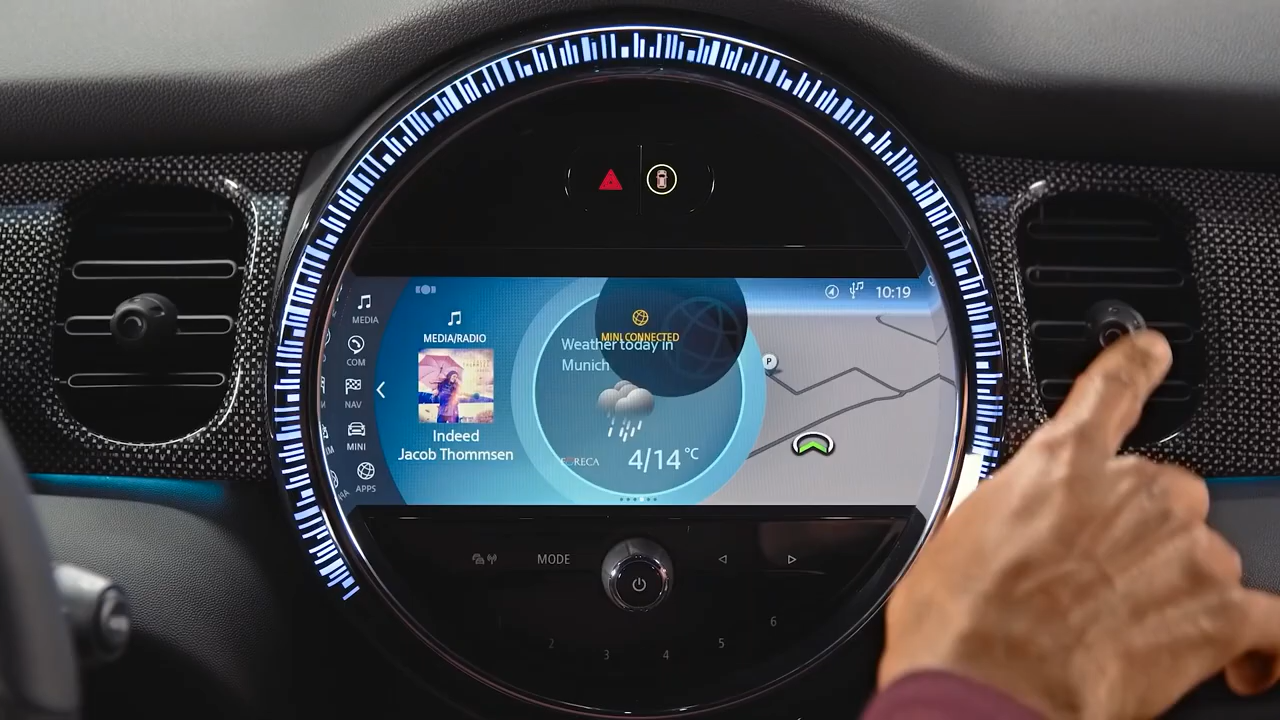 10:19
MEDIA
COM
NAV
MINI
APPS
MEDIA/RADIO
Indeed
Jacob Thommsen
MINI CONNECTED
Weather today in
Munich
4/14 °C
P
MODE
2
3
4
5
6